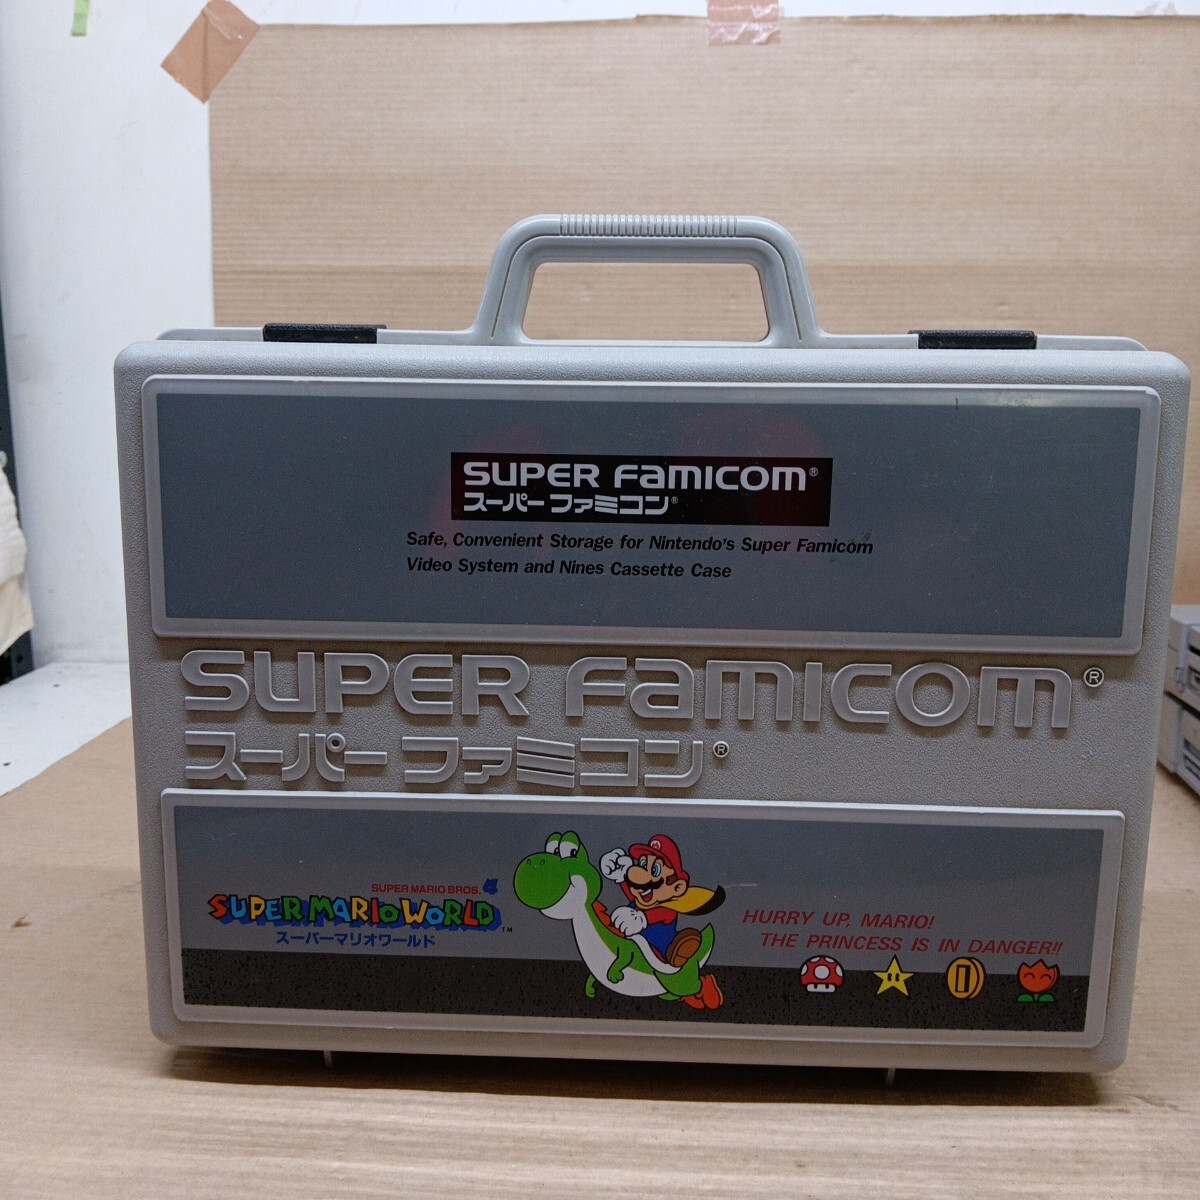 SUPER FAMICOM®
スーパーファミコン®
Safe, Convenient Storage for Nintendo's Super Famicom
Video System and Nines Cassette Case
SUPER FAMICOM®
スーパーファミコン®
SUPER MARIO BROS. 4
SUPER MARIO WORLD™
スーパーマリオワールド
M
HURRY UP, MARIO!
THE PRINCESS IS IN DANGER!!